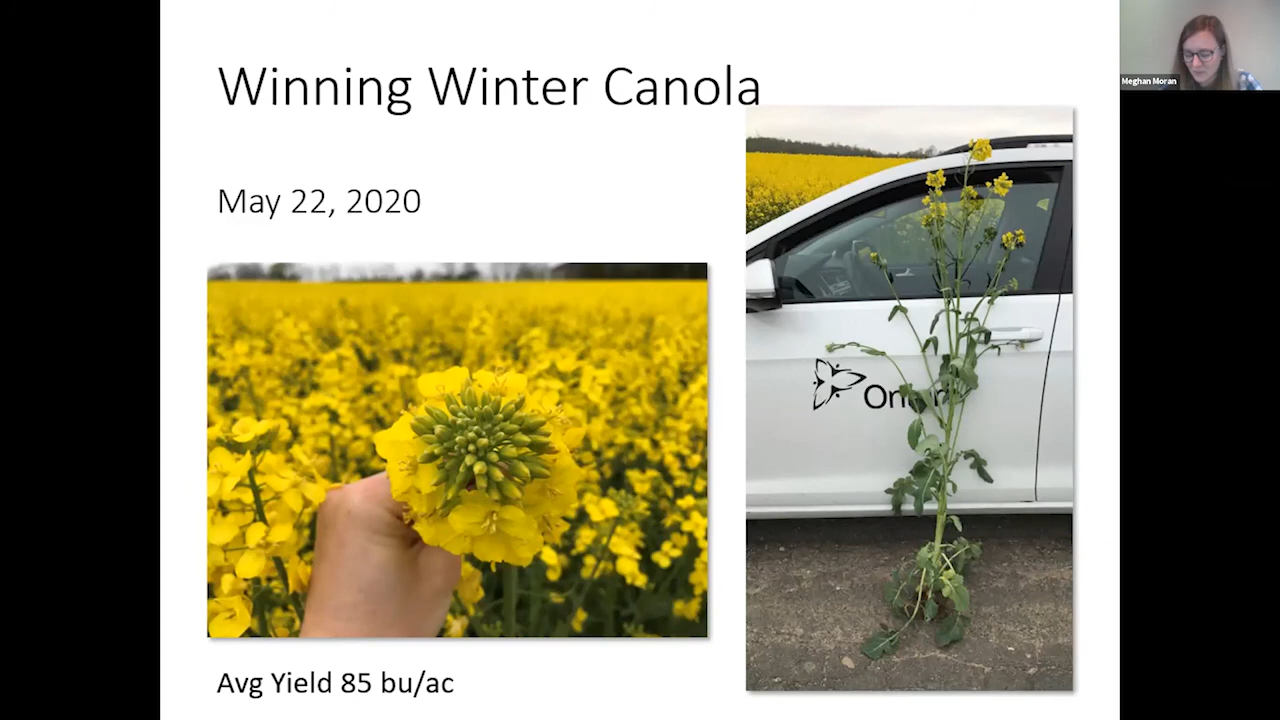 Winning Winter Canola
Meghan Moran
May 22, 2020
Avg Yield 85 bu/ac